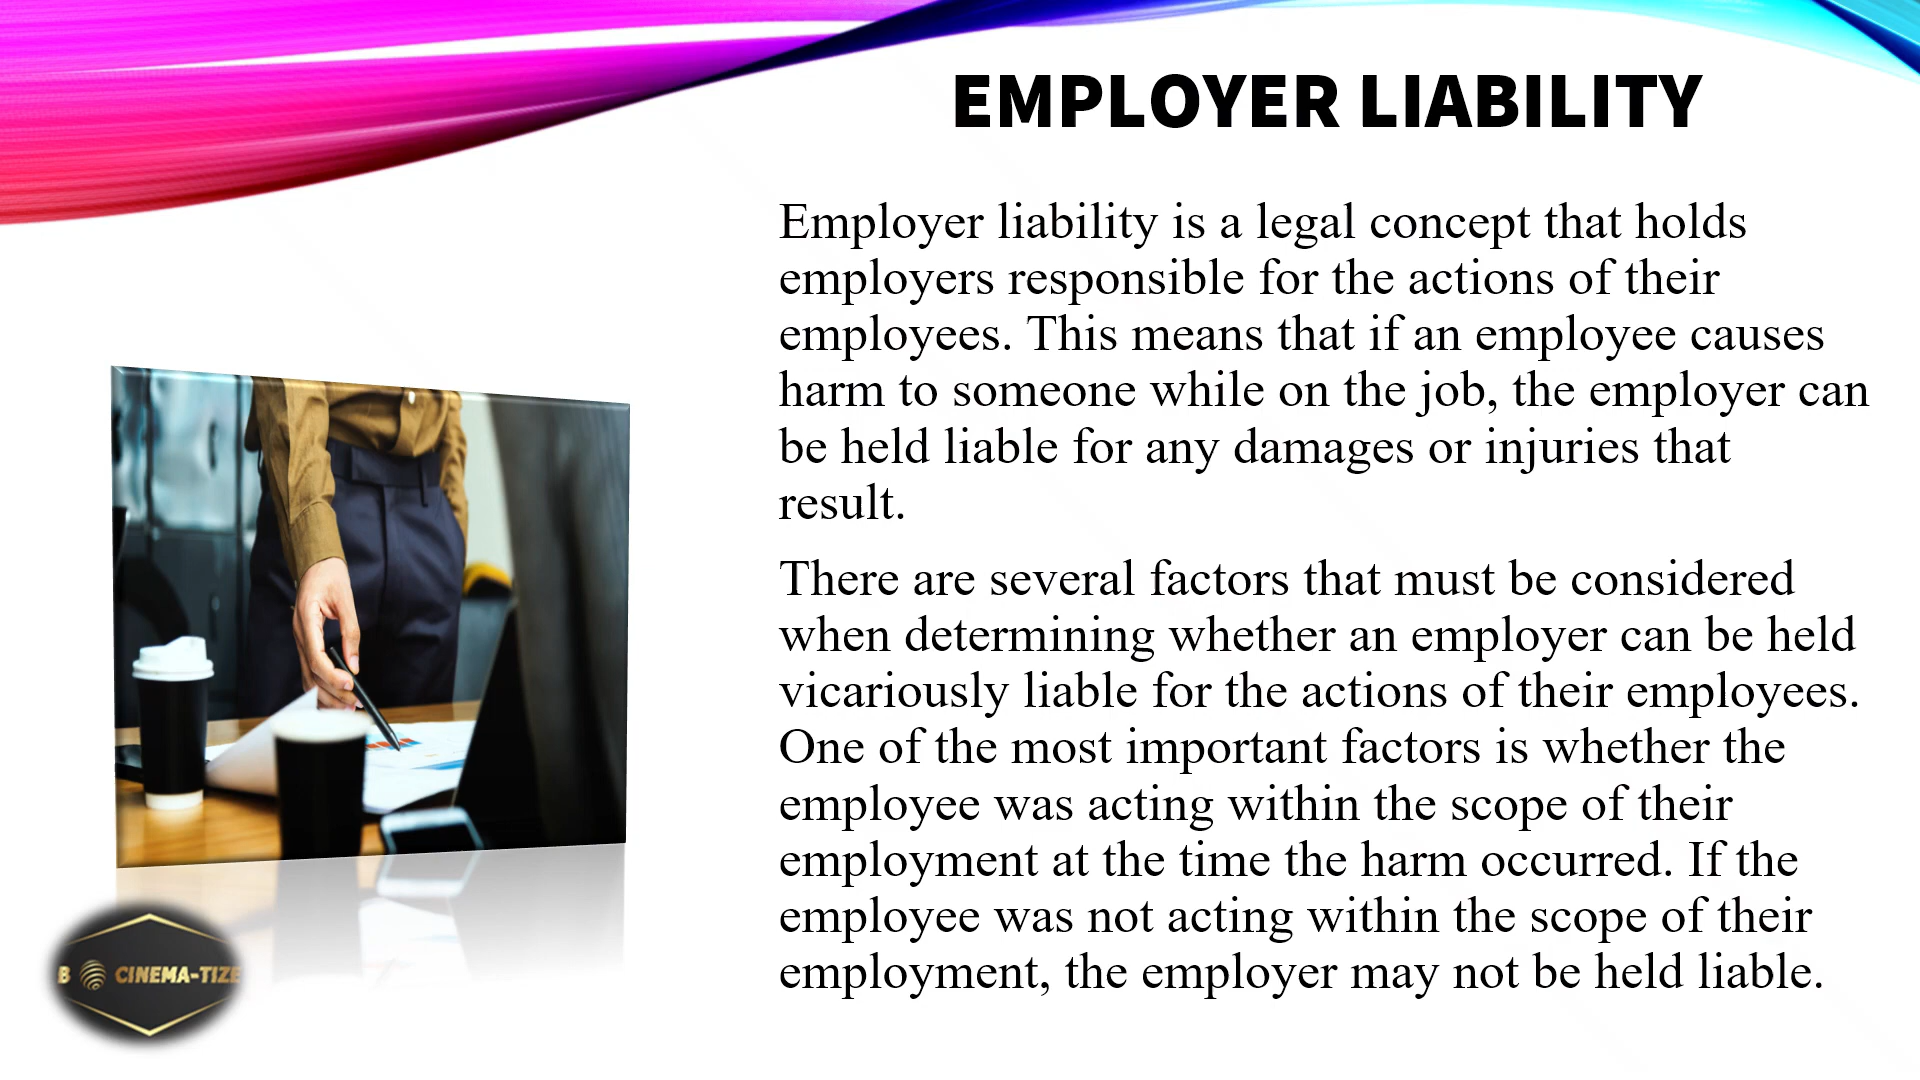 EMPLOYER LIABILITY
Employer liability is a legal concept that holds
employers responsible for the actions of their
employees. This means that if an employee causes
harm to someone while on the job, the employer can
be held liable for any damages or injuries that
result.
There are several factors that must be considered
when determining whether an employer can be held
vicariously liable for the actions of their employees.
One of the most important factors is whether the
employee was acting within the scope of their
employment at the time the harm occurred. If the
employee was not acting within the scope of their
employment, the employer may not be held liable.
B CINEMA-TIZE